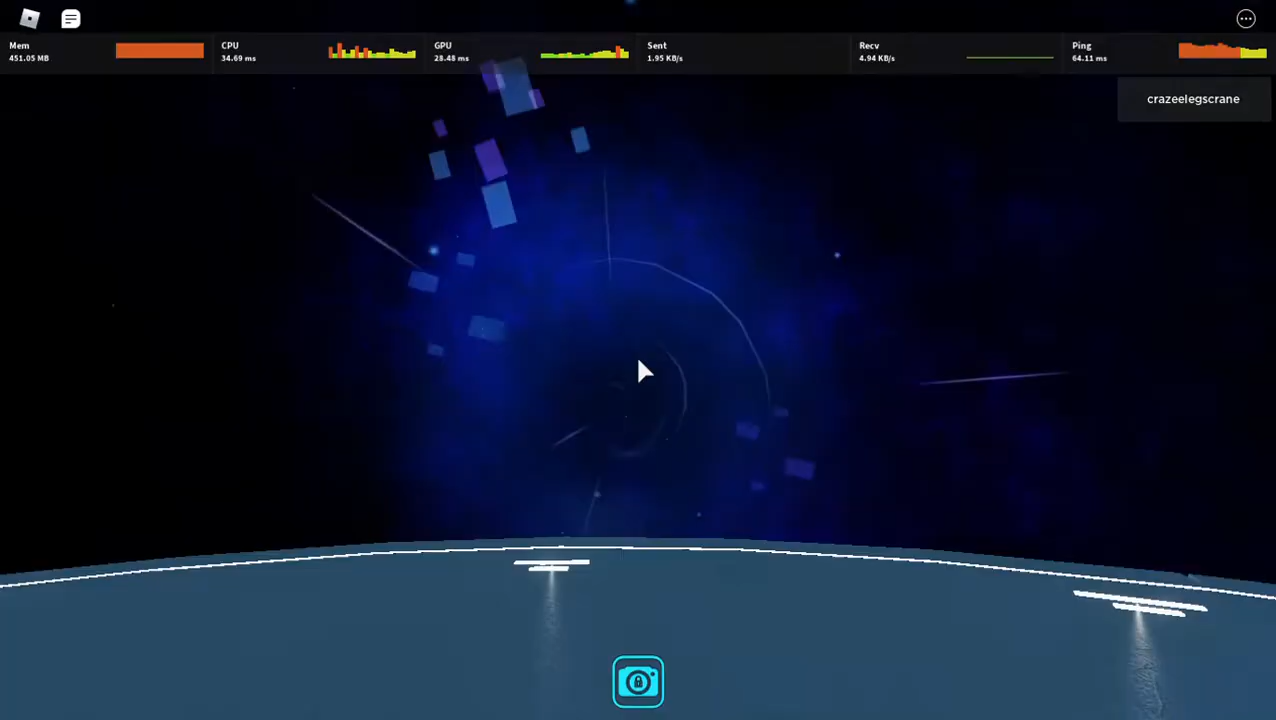 Mem
451.05 MB
CPU
34.69 ms
GPU
28.48 ms
Sent
1.95 KB/s
Recv
4.94 KB/s
Ping
64.11 ms
crazeelegscrane